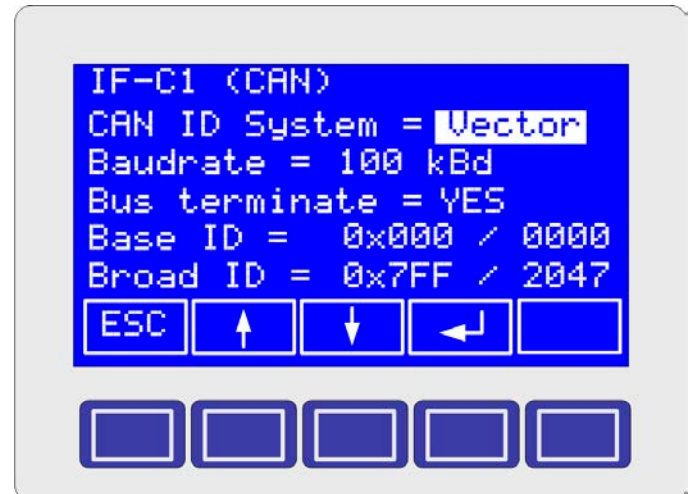 IF-C1 (CAN)
CAN ID System = Vector
Baudrate = 100 kBd
Bus terminate = YES
Base ID = 0x000 / 0000
Broad ID = 0x7FF / 2047
ESC